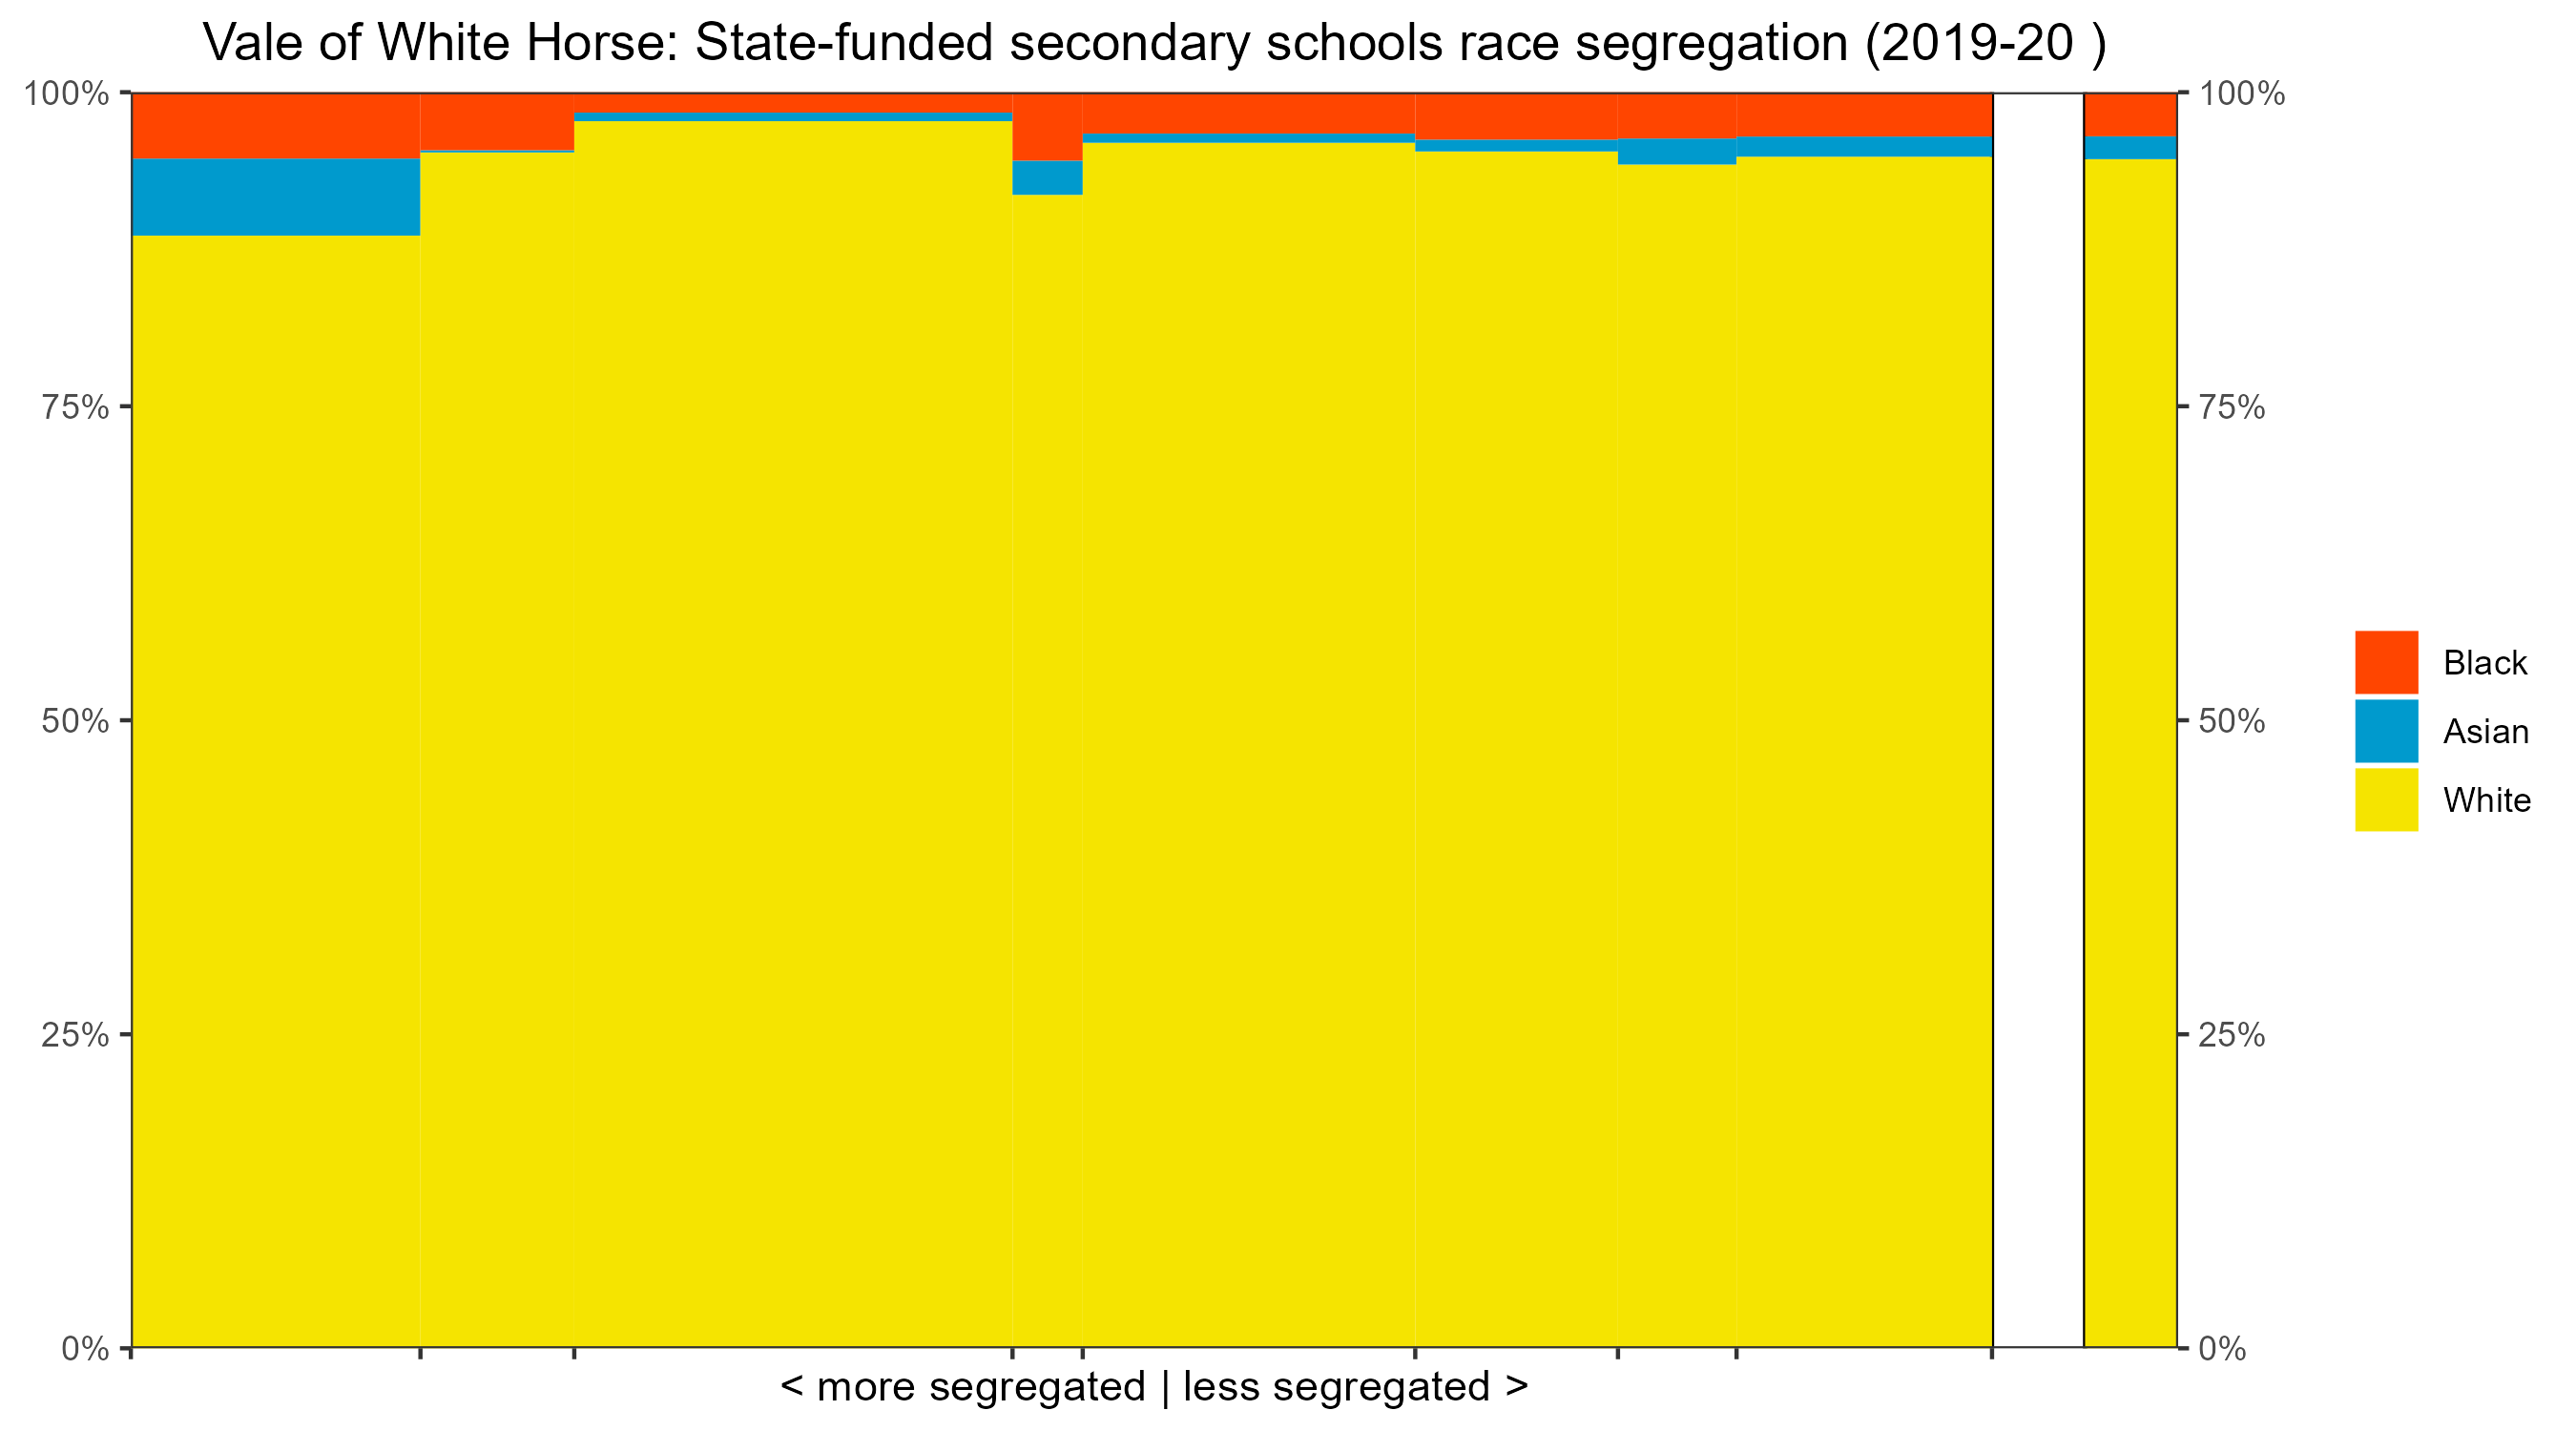 Vale of White Horse: State-funded secondary schools race segregation (2019-20 )
100%
75%
50%
25%
0%
100%
75%
50%
25%
0%
Black
Asian
White
< more segregated | less segregated >